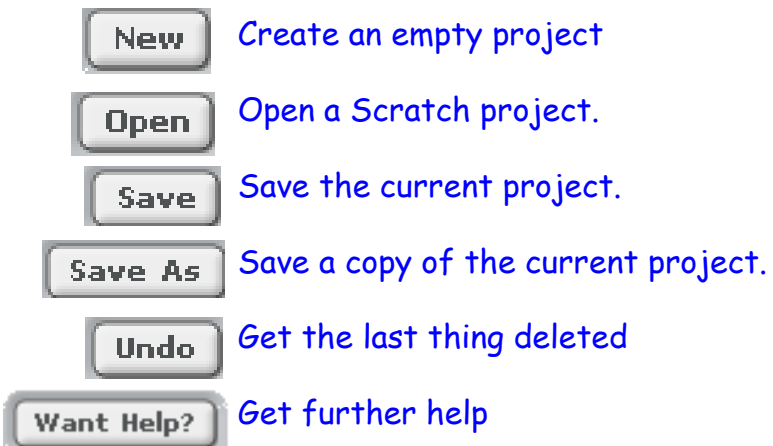 New Create an empty project
Open Open a Scratch project.
Save Save the current project.
Save As Save a copy of the current project.
Undo Get the last thing deleted
Want Help? Get further help